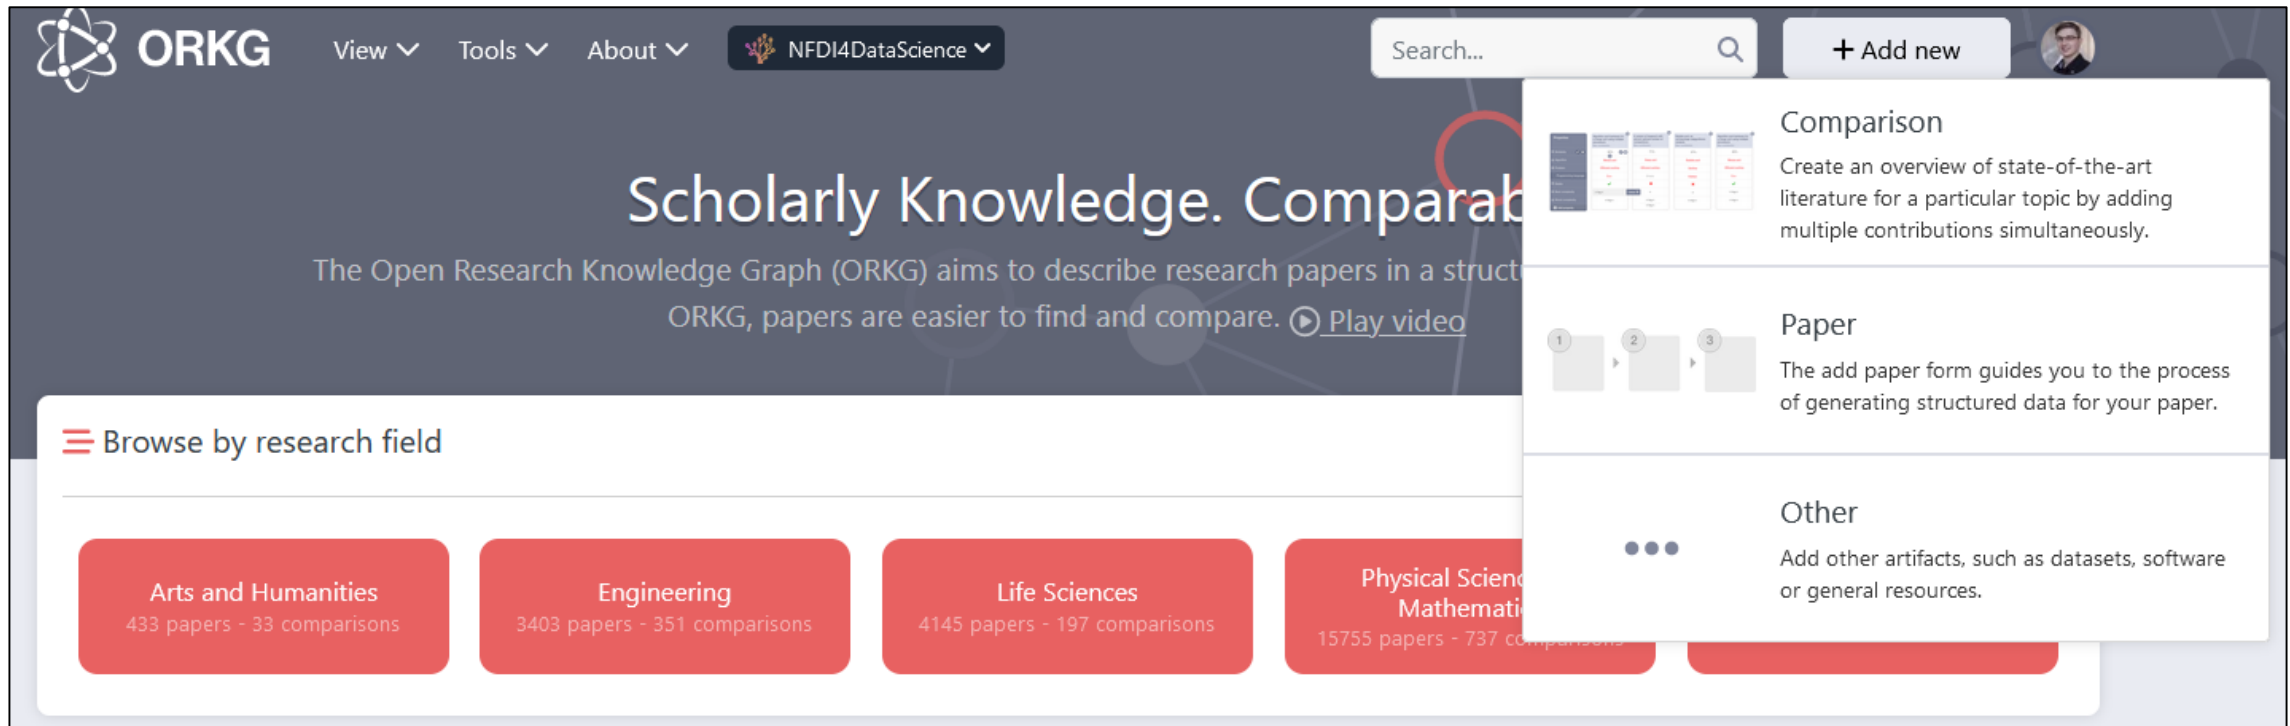 ORKG
View
Tools
About
NFDI4DataScience
Search...
+ Add new
Scholarly Knowledge. Comparab
The Open Research Knowledge Graph (ORKG) aims to describe research papers in a struct
ORKG, papers are easier to find and compare. Play video
Comparison
Create an overview of state-of-the-art
literature for a particular topic by adding
multiple contributions simultaneously.
1
2
3
Paper
The add paper form guides you to the process
of generating structured data for your paper.
Other
Add other artifacts, such as datasets, software
or general resources.
Browse by research field
Arts and Humanities
433 papers - 33 comparisons
Engineering
3403 papers - 351 comparisons
Life Sciences
4145 papers - 197 comparisons
Physical Scienc
Mathemati
15755 papers - 737 comparisons